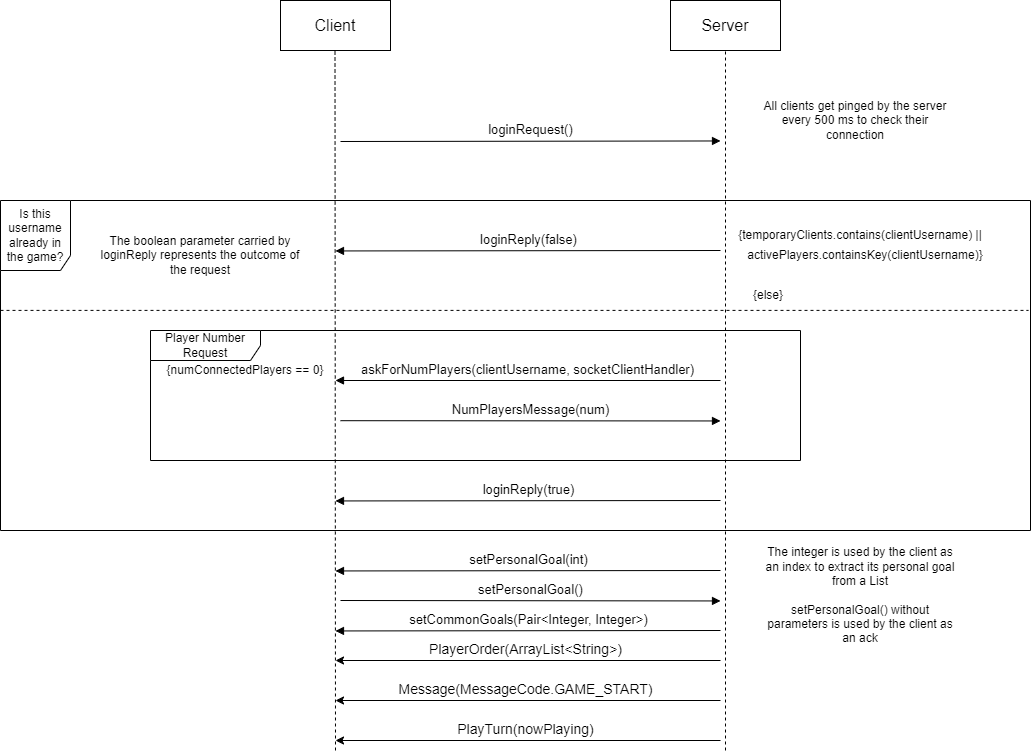 Client
Server
All clients get pinged by the server
every 500 ms to check their
connection
loginRequest()
Is this
username
already in
the game?
The boolean parameter carried by
loginReply represents the outcome of
the request
loginReply(false)
{temporaryClients.contains(clientUsername) ||
activePlayers.containsKey(clientUsername)}
{else}
Player Number
Request
{numConnectedPlayers == 0}
askForNumPlayers(clientUsername, socketClientHandler)
NumPlayersMessage(num)
loginReply(true)
setPersonalGoal(int)
The integer is used by the client as
an index to extract its personal goal
from a List
setPersonalGoal()
setPersonalGoal() without
parameters is used by the client as
an ack
setCommonGoals(Pair<Integer, Integer>)
PlayerOrder(ArrayList<String>)
Message(MessageCode.GAME_START)
PlayTurn(nowPlaying)